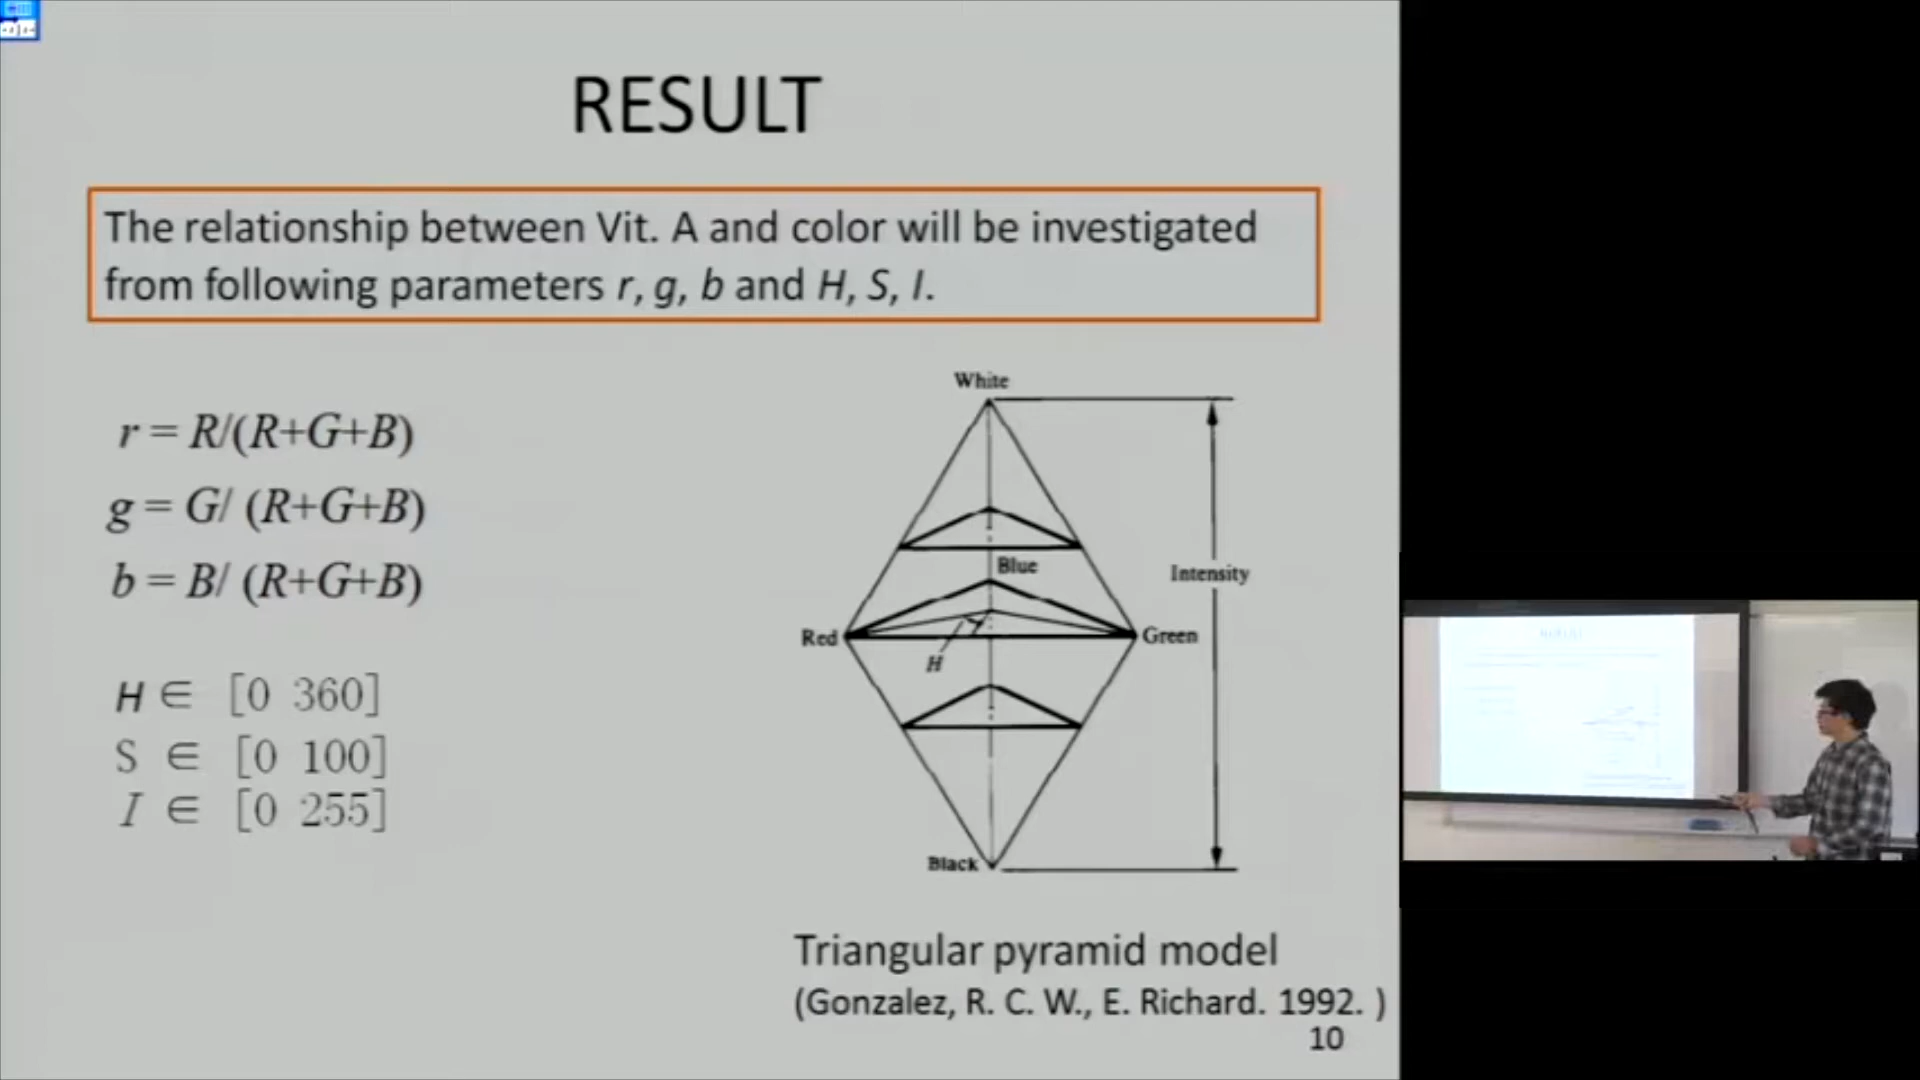 RESULT
The relationship between Vit. A and color will be investigated
from following parameters r, g, b and H, S, I.
r = R/(R+G+B)
g = G/ (R+G+B)
b = B/ (R+G+B)
H ∈ [0 360]
S ∈ [0 100]
I ∈ [0 255]
White
Blue
Intensity
Red
Green
H
Black
Triangular pyramid model
(Gonzalez, R. C. W., E. Richard. 1992. )
10